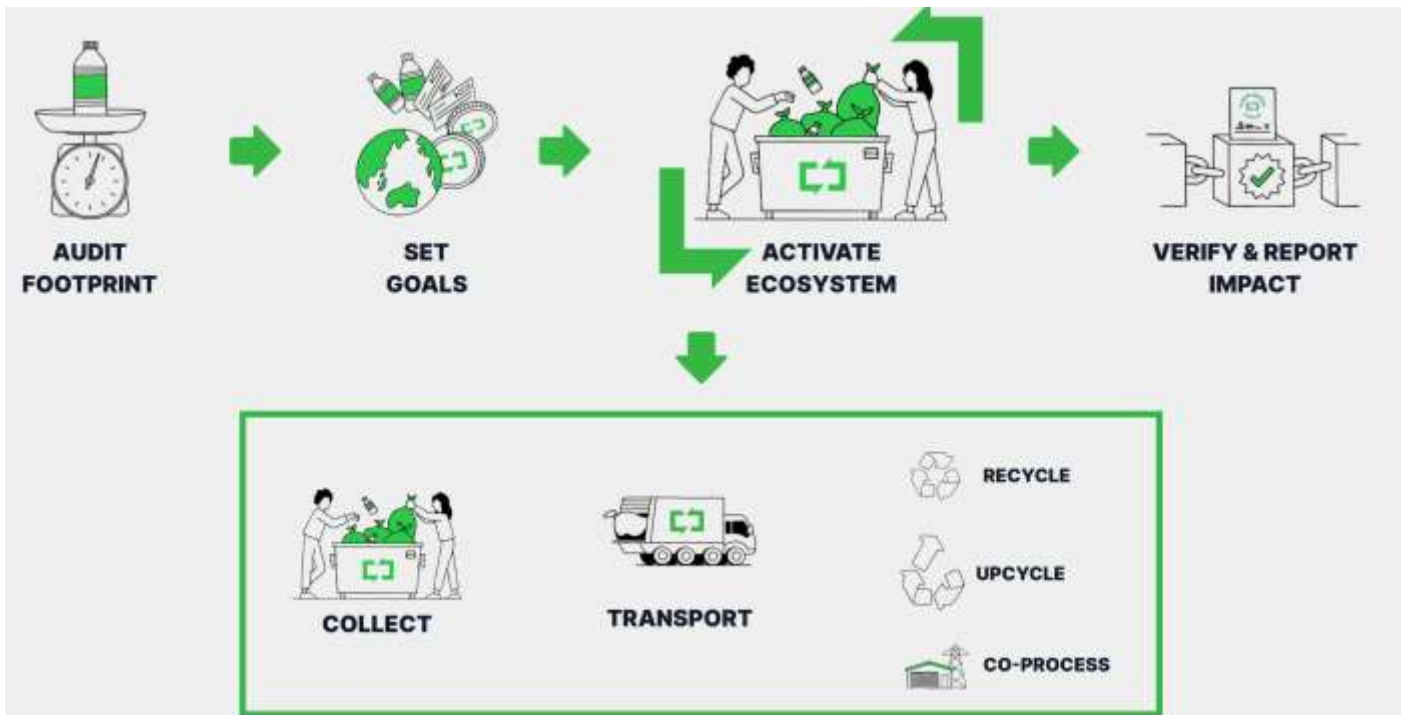 AUDIT
FOOTPRINT
SET
GOALS
ACTIVATE
ECOSYSTEM
VERIFY & REPORT
IMPACT
COLLECT
TRANSPORT
RECYCLE
UPCYCLE
CO-PROCESS